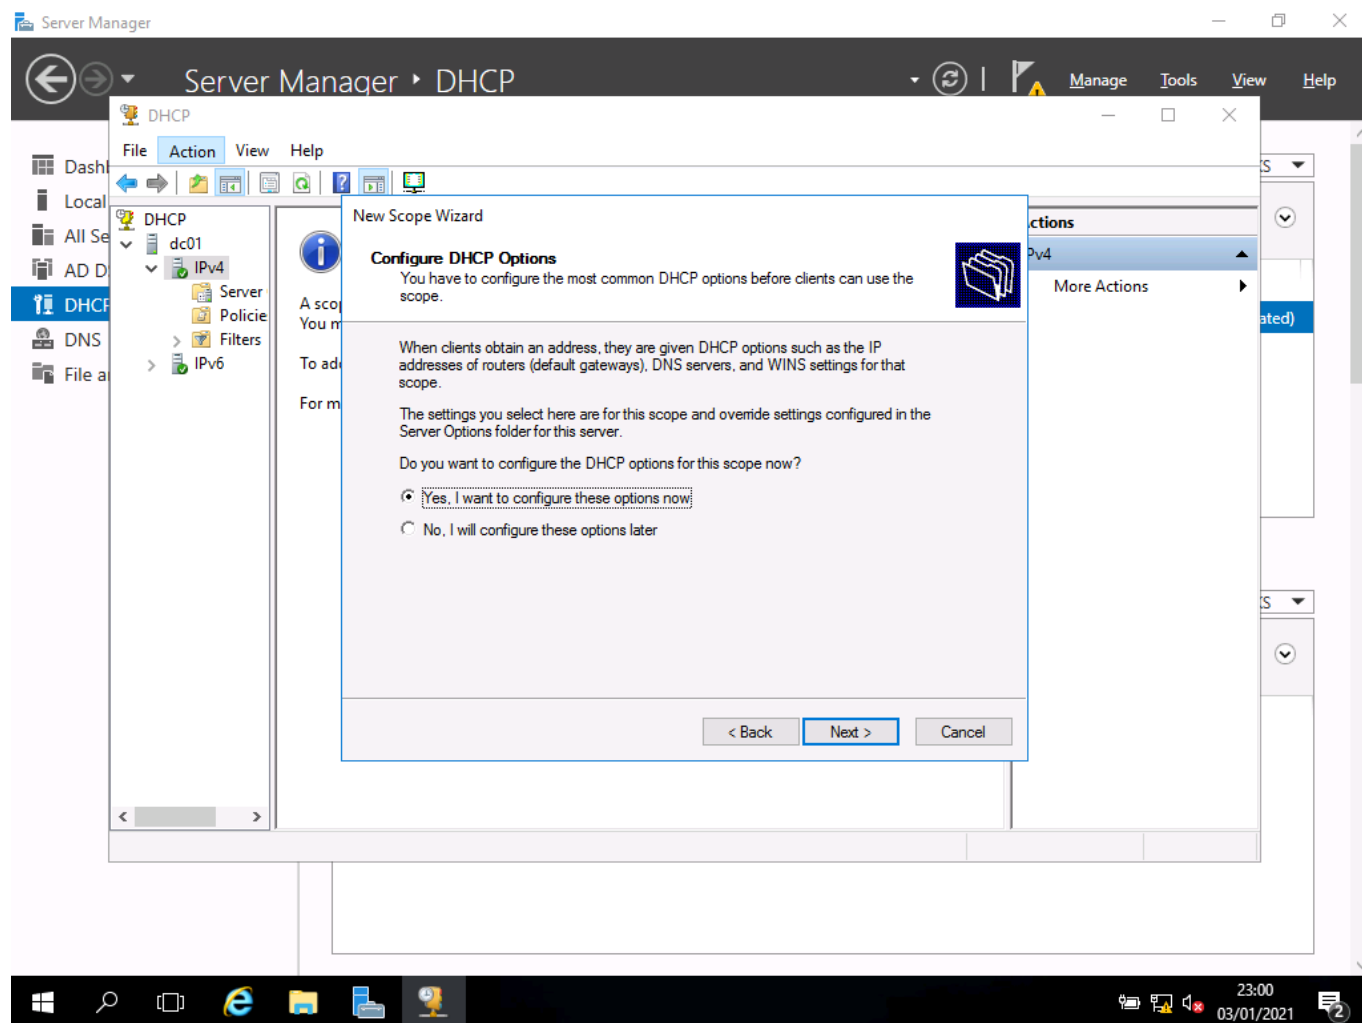 Server Manager
Server Manager
DHCP
Manage
Tools
View
Help
DHCP
File
Action
View
Help
Local
All Se
AD D
DHCP
DNS
File a
DHCP
dc01
IPv4
Server
Policie
Filters
IPv6
A scop
You m
To ad
For m
New Scope Wizard
Configure DHCP Options
You have to configure the most common DHCP options before clients can use the
scope.
When clients obtain an address, they are given DHCP options such as the IP
addresses of routers (default gateways), DNS servers, and WINS settings for that
scope.
The settings you select here are for this scope and override settings configured in the
Server Options folder for this server.
Do you want to configure the DHCP options for this scope now?
Yes, I want to configure these options now
No, I will configure these options later
< Back
Next >
Cancel
ctions
Pv4
More Actions
KS
ated)
KS
23:00
03/01/2021
2